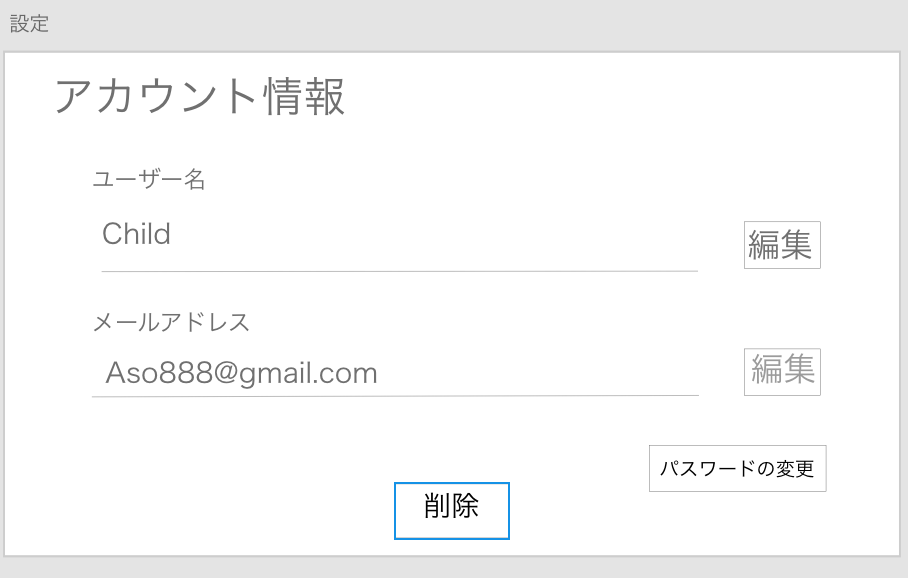 設定
アカウント情報
ユーザー名
Child
編集
メールアドレス
Aso888@gmail.com
編集
パスワードの変更
削除